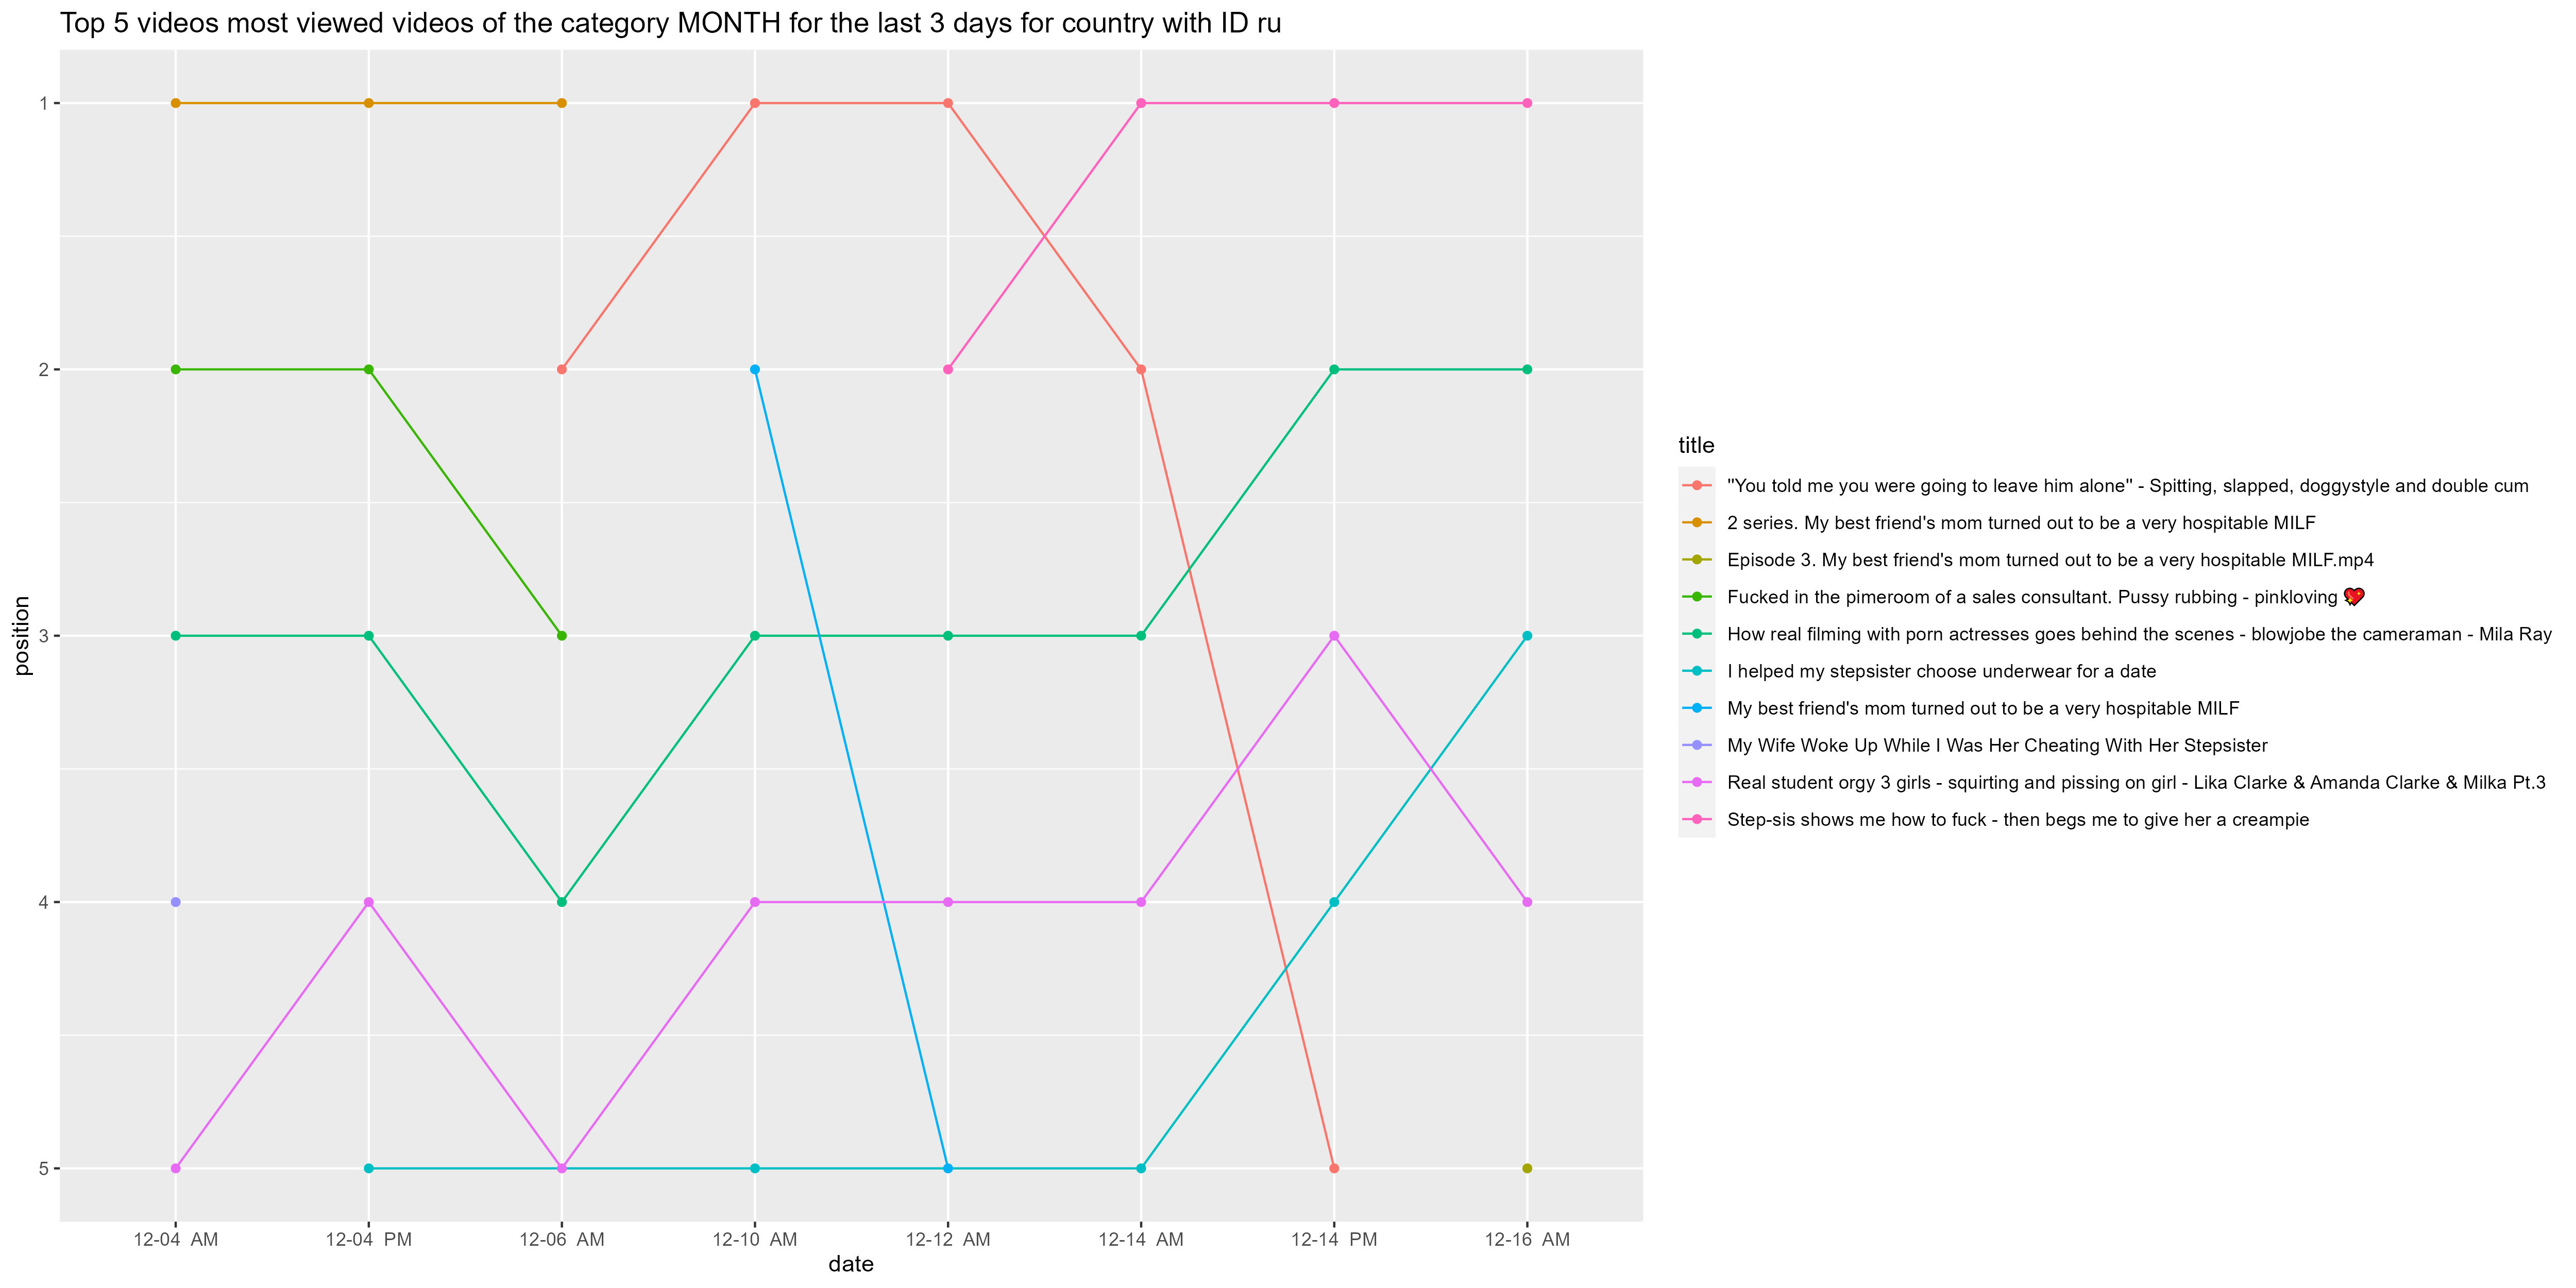 Top 5 videos most viewed videos of the category MONTH for the last 3 days for country with ID ru
position
1
2
3
4
5
12-04 AM
12-04 PM
12-06 AM
12-10 AM
12-12 AM
12-14 AM
12-14 PM
12-16 AM
date
title
"You told me you were going to leave him alone" - Spitting, slapped, doggystyle and double cum
2 series. My best friend's mom turned out to be a very hospitable MILF
Episode 3. My best friend's mom turned out to be a very hospitable MILF.mp4
Fucked in the pimeroom of a sales consultant. Pussy rubbing - pinkloving 💖
How real filming with porn actresses goes behind the scenes - blowjobe the cameraman - Mila Ray
I helped my stepsister choose underwear for a date
My best friend's mom turned out to be a very hospitable MILF
My Wife Woke Up While I Was Her Cheating With Her Stepsister
Real student orgy 3 girls - squirting and pissing on girl - Lika Clarke & Amanda Clarke & Milka Pt.3
Step-sis shows me how to fuck - then begs me to give her a creampie